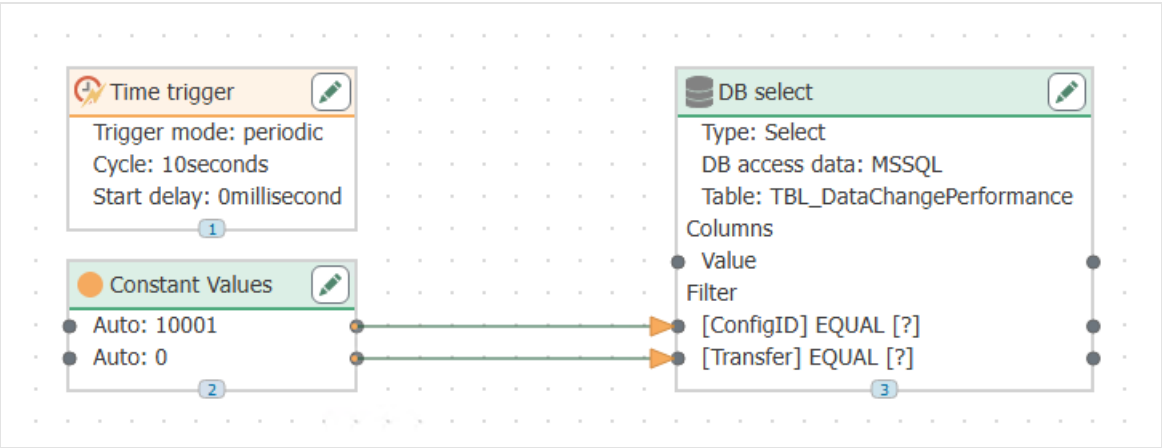 Time trigger
Trigger mode: periodic
Cycle: 10seconds
Start delay: 0millisecond
1
Constant Values
Auto: 10001
Auto: 0
2
DB select
Type: Select
DB access data: MSSQL
Table: TBL_DataChangePerformance
Columns
Value
Filter
[ConfigID] EQUAL [?]
[Transfer] EQUAL [?]
3